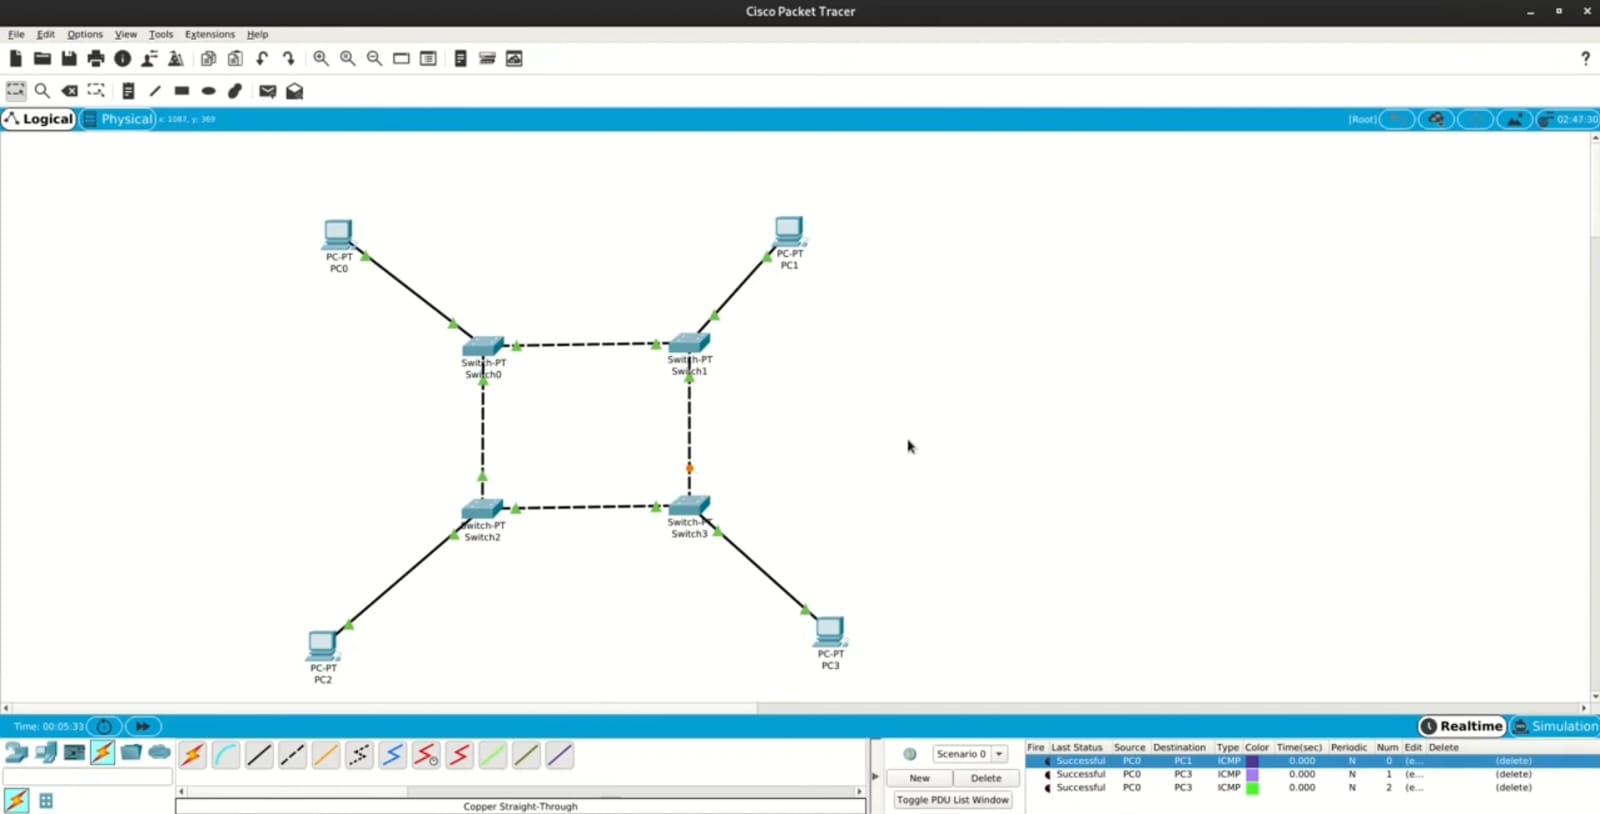 Cisco Packet Tracer
File Edit Options View Tools Extensions Help
?
Logical Physical x: 1087, y: 369 [Root] 02:47:30
PC-PT
PC0
PC-PT
PC1
Switch-PT
Switch0
Switch-PT
Switch1
Switch-PT
Switch2
Switch-PT
Switch3
PC-PT
PC2
PC-PT
PC3
Time: 00:05:33 Realtime Simulation
Scenario 0
New Delete
Toggle PDU List Window
Copper Straight-Through
Fire Last Status Source Destination Type Color Time(sec) Periodic Num Edit Delete
Successful PC0 PC1 ICMP 0.000 N 0 (e... (delete)
Successful PC0 PC3 ICMP 0.000 N 1 (e... (delete)
Successful PC0 PC3 ICMP 0.000 N 2 (e... (delete)